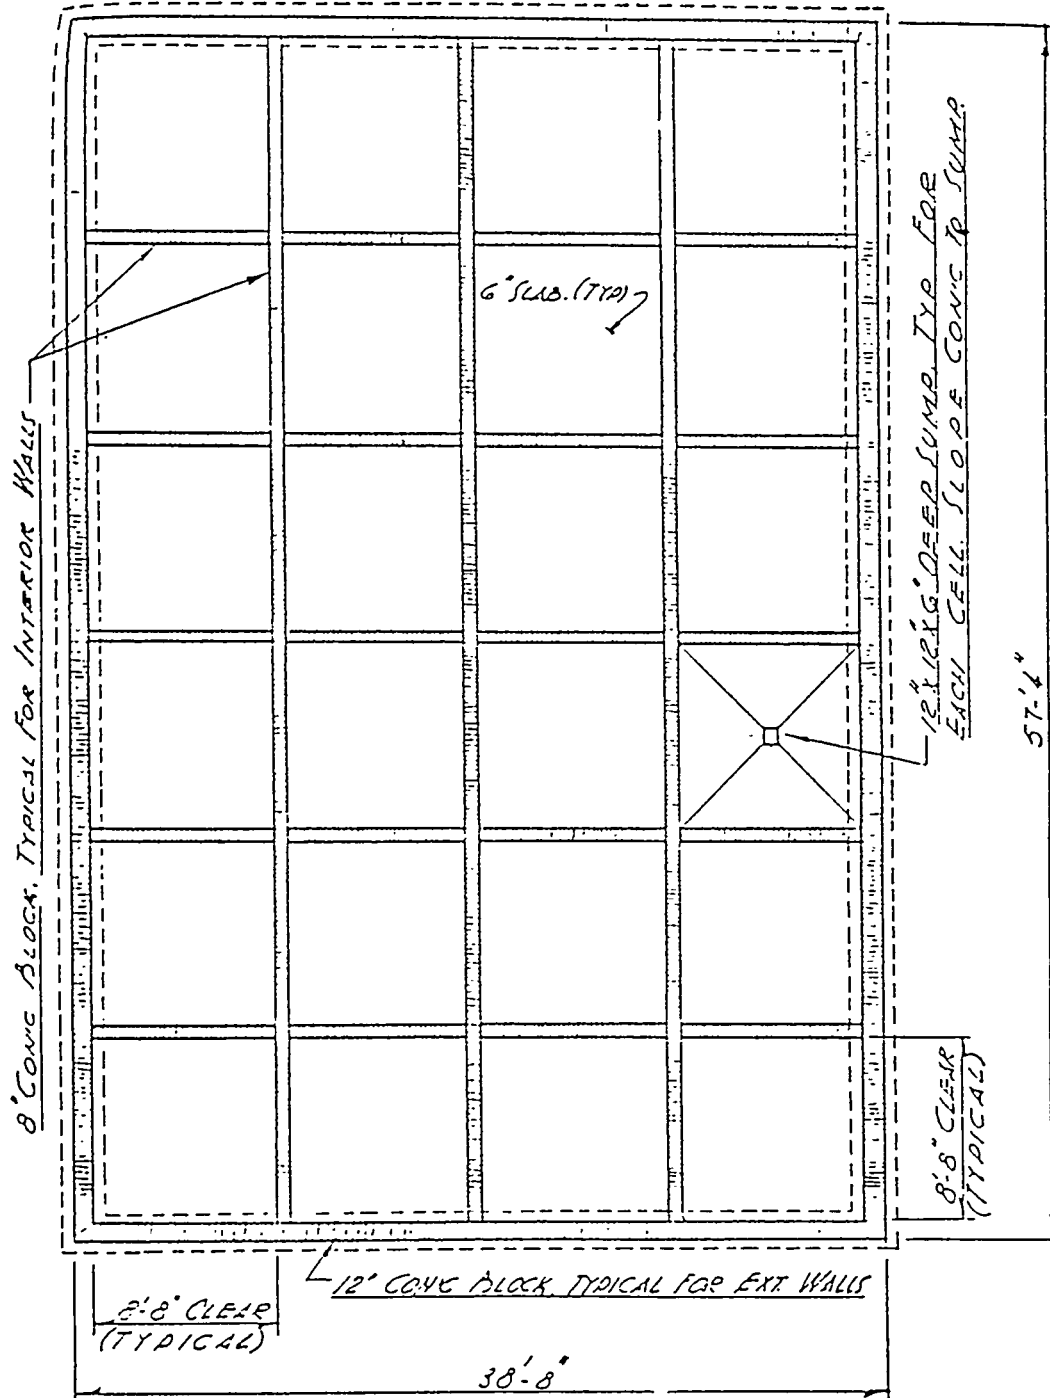 6" SLAB. (TYP)
8" CONC BLOCK, TYPICAL FOR INTERIOR WALLS
12" X 12 X 6" DEEP SUMP. TYP FOR
EACH CELL. SLOPE CONC TO SUMP.
57'-4"
8'-8" CLEAR
(TYPICAL)
12" CONC BLOCK, TYPICAL FOR EXT. WALLS
8'-8" CLEAR
(TYPICAL)
38'-8"